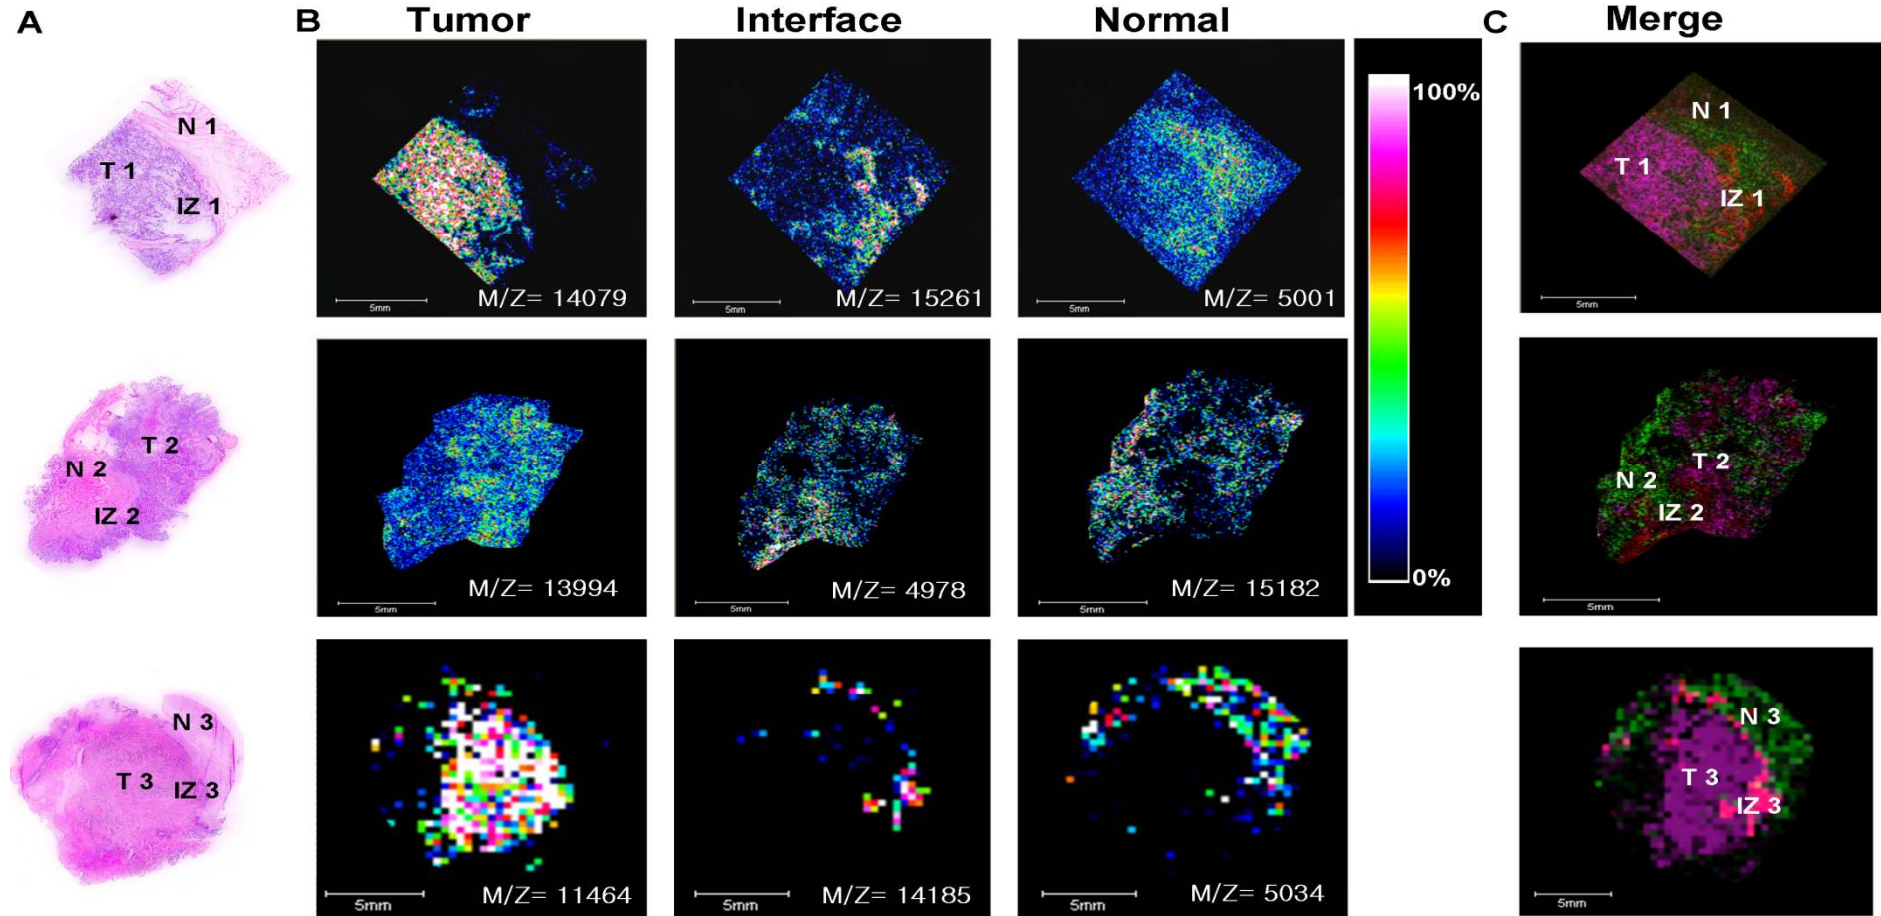 A
B
Tumor
Interface
Normal
C
Merge
N 1
T 1
IZ 1
5mm
M/Z= 14079
5mm
M/Z= 15261
5mm
M/Z= 5001
100%
0%
N 1
T 1
IZ 1
5mm
T 2
N 2
IZ 2
5mm
M/Z= 13994
5mm
M/Z= 4978
5mm
M/Z= 15182
T 2
N 2
IZ 2
5mm
N 3
T 3
IZ 3
5mm
M/Z= 11464
5mm
M/Z= 14185
5mm
M/Z= 5034
N 3
T 3
IZ 3
5mm